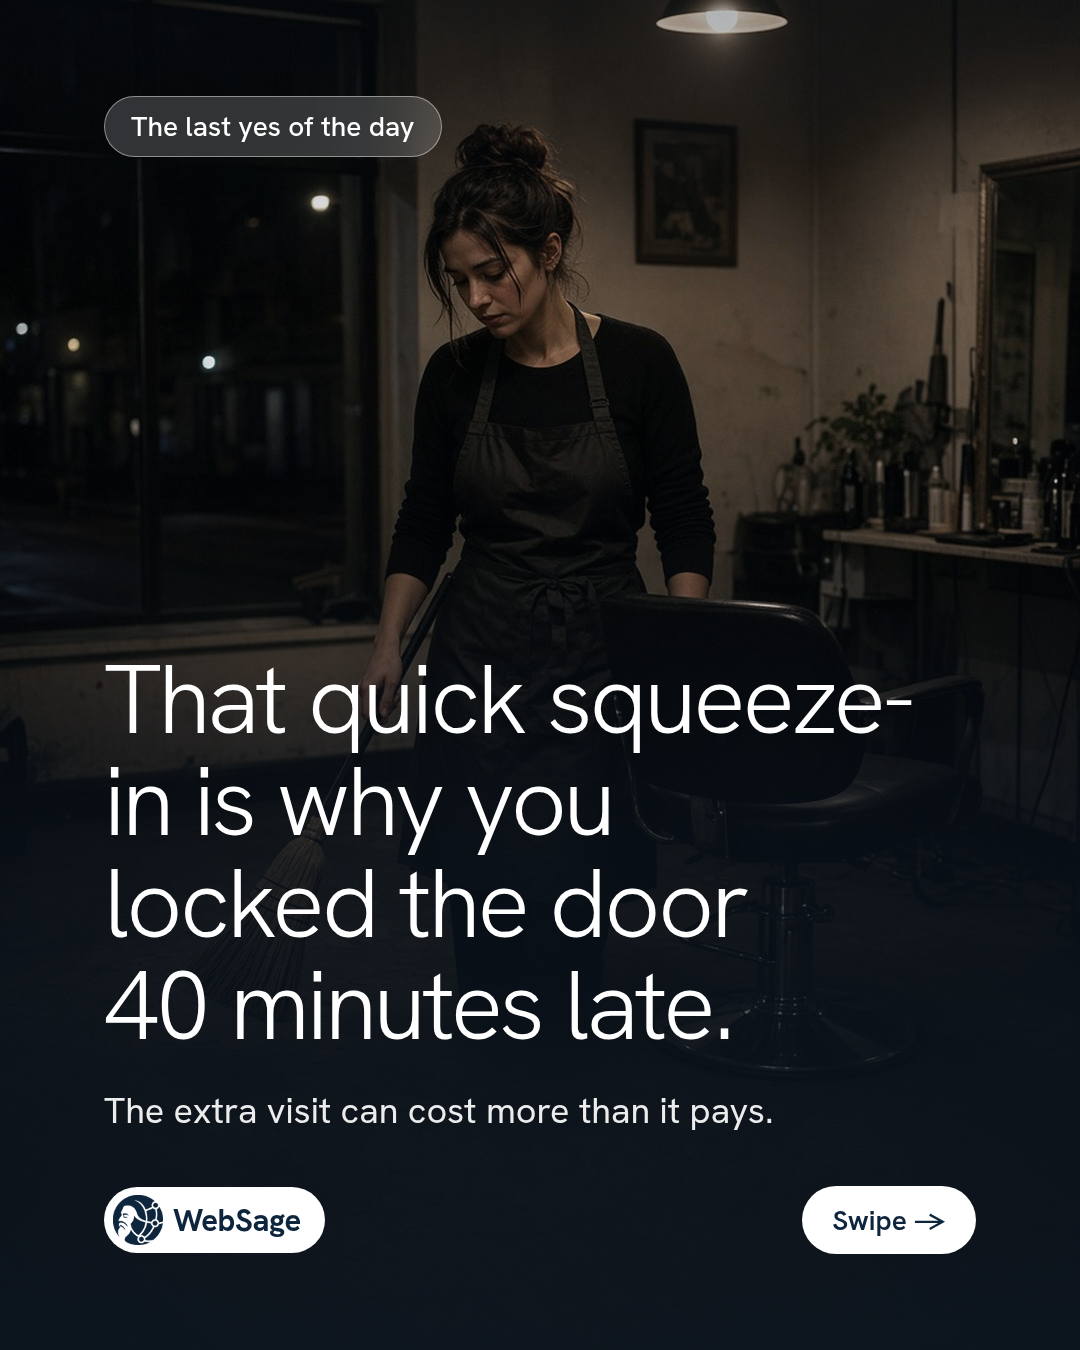 The last yes of the day
That quick squeeze-
in is why you
locked the door
40 minutes late.
The extra visit can cost more than it pays.
WebSage
Swipe →